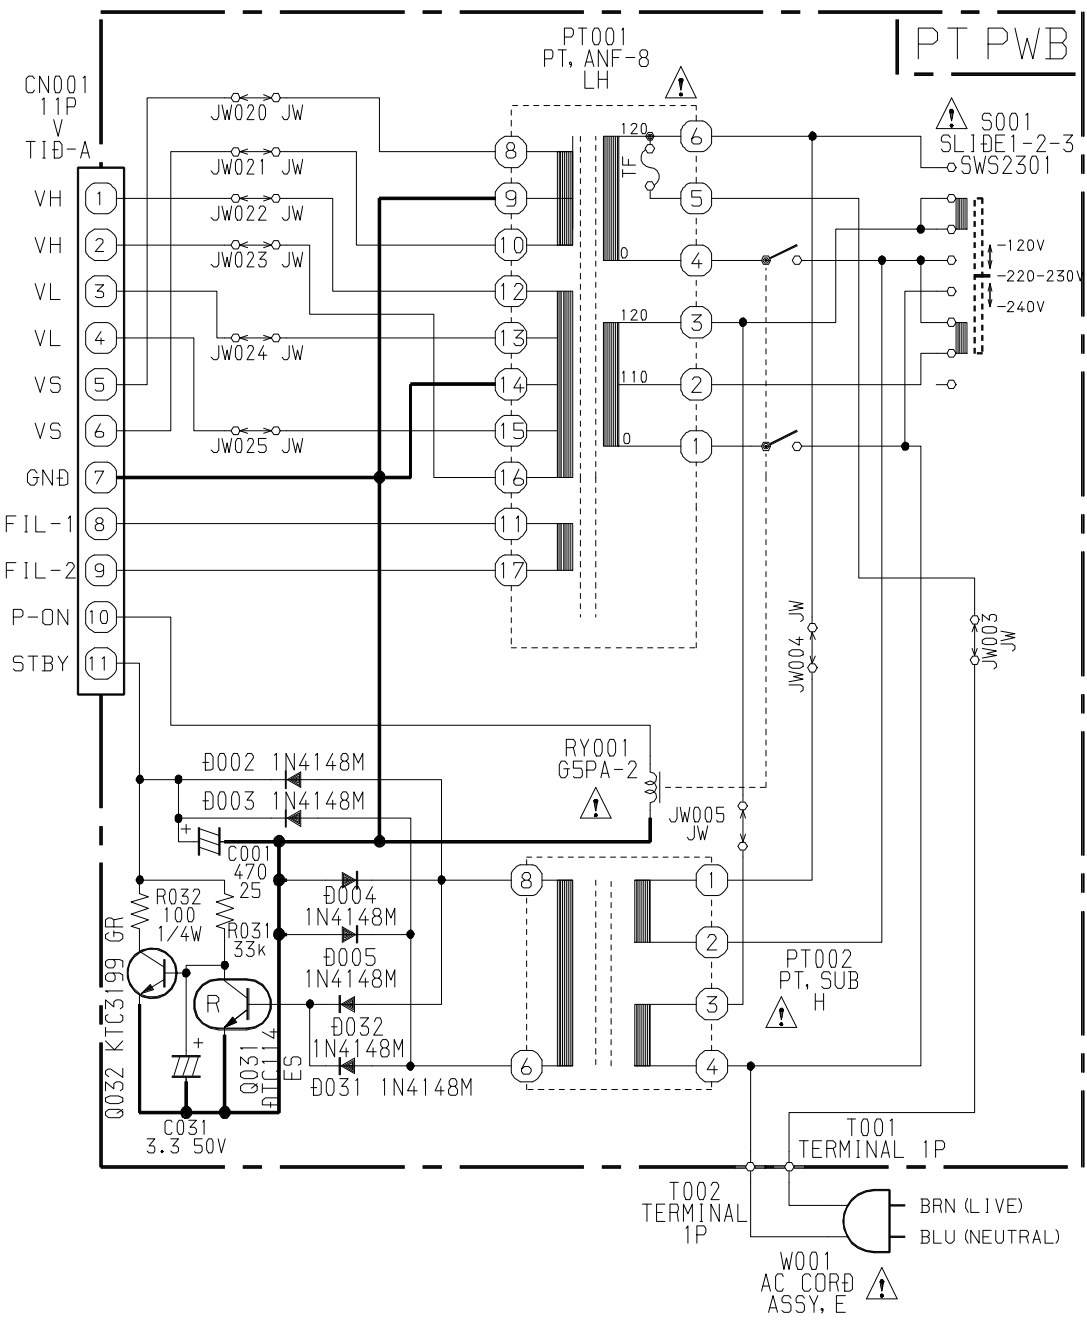 PT PWB
PT001
PT, ANF-8
LH
CN001
11P
V
TID-A
S001
SLIDE1-2-3
SWS2301
JW020 JW
JW021 JW
JW022 JW
JW023 JW
JW024 JW
JW025 JW
VH 1
VH 2
VL 3
VL 4
VS 5
VS 6
GND 7
FIL-1 8
FIL-2 9
P-ON 10
STBY 11
8
9
10
12
13
14
15
16
11
17
120
TF
0
120
110
0
6
5
4
3
2
1
-120V
-220-230V
-240V
JW004 JW
JW003
JW
RY001
G5PA-2
JW005
JW
D002 1N4148M
D003 1N4148M
+
C001
470
25
D004
1N4148M
D005
1N4148M
D032
1N4148M
D031 1N4148M
R032
100
1/4W
R031
33k
Q032 KTC3199 GR
R
Q031
DTC114
ES
+
C031
3.3 50V
8
6
1
2
3
4
PT002
PT, SUB
H
T001
TERMINAL 1P
T002
TERMINAL
1P
BRN (LIVE)
BLU (NEUTRAL)
W001
AC CORD
ASSY, E